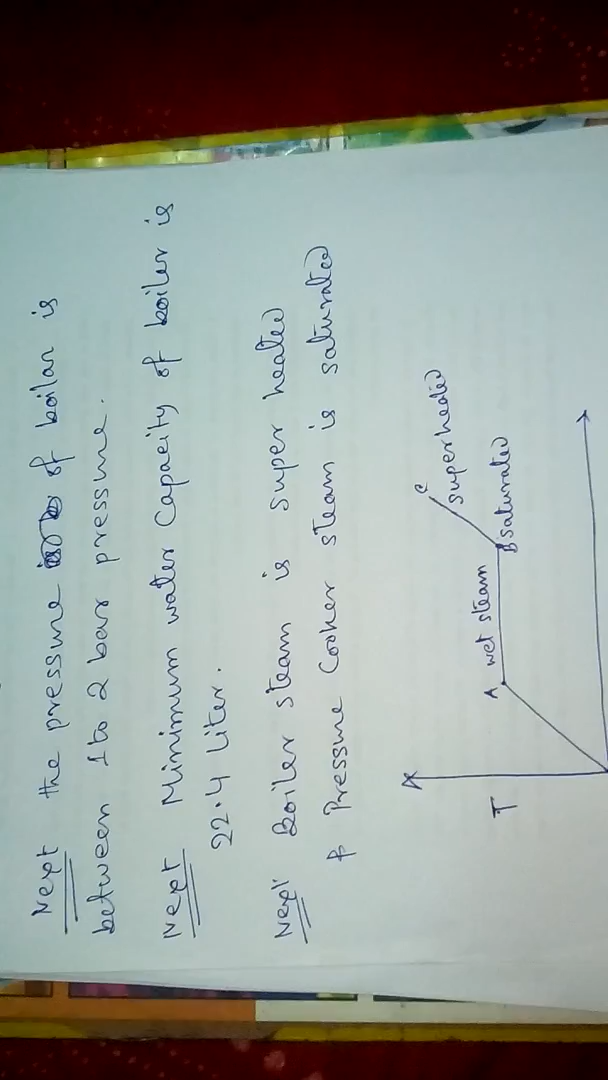 Next the pressure of boilar is
between 1 to 2 bar pressure.
Next Minimum water capacity of boiler is
22.4 liter.
Next Boiler steam is super heated
& Pressure Cooker steam is saturated
C
superheated
A wet steam B saturated
T